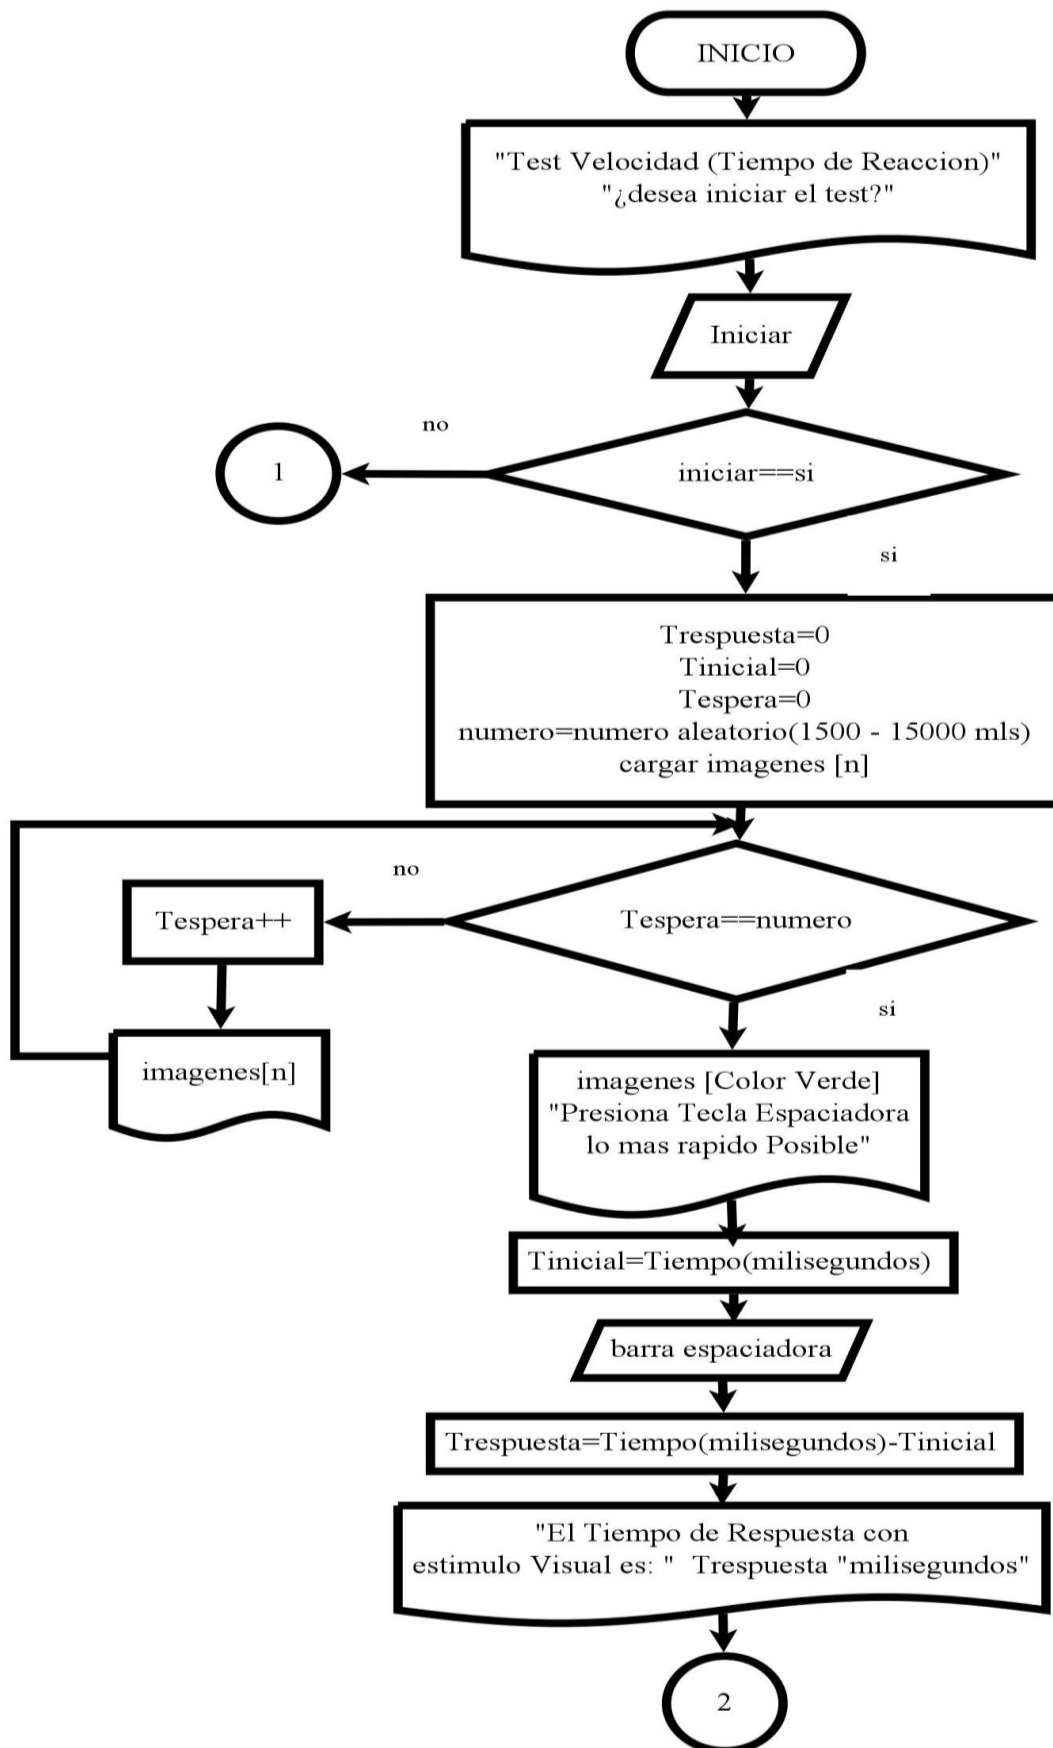 INICIO
"Test Velocidad (Tiempo de Reaccion)"
"¿desea iniciar el test?"
Iniciar
no
1
iniciar==si
si
Trespuesta=0
Tinicial=0
Tespera=0
numero=numero aleatorio(1500 - 15000 mls)
cargar imagenes [n]
no
Tespera++
Tespera==numero
si
imagenes[n]
imagenes [Color Verde]
"Presiona Tecla Espaciadora
lo mas rapido Posible"
Tinicial=Tiempo(milisegundos)
barra espaciadora
Trespuesta=Tiempo(milisegundos)-Tinicial
"El Tiempo de Respuesta con
estimulo Visual es: " Trespuesta "milisegundos"
2